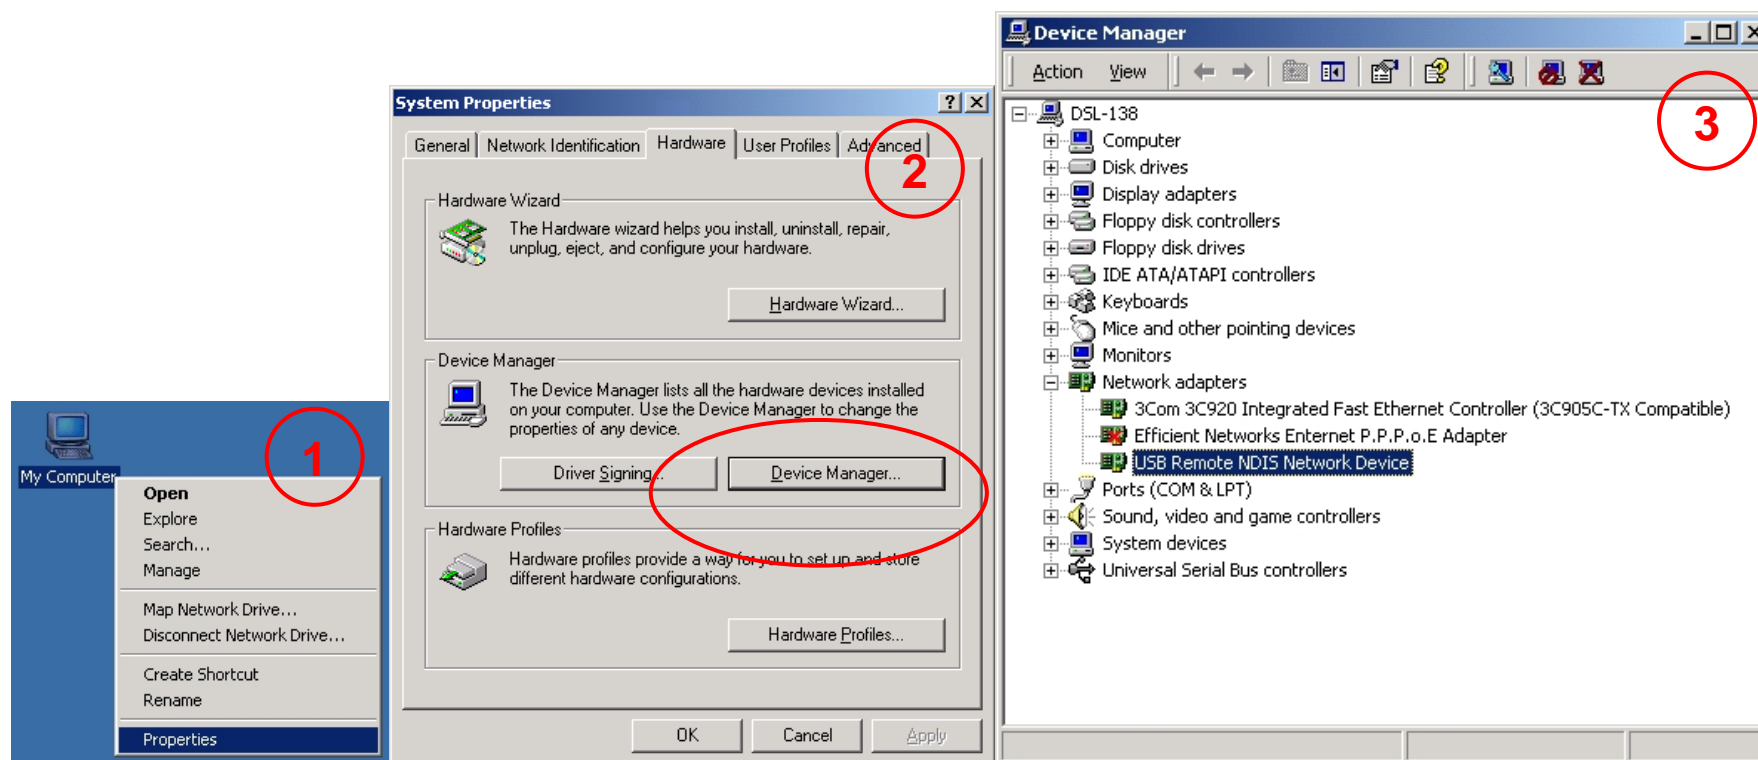 1
My Computer
Open
Explore
Search...
Manage
Map Network Drive...
Disconnect Network Drive...
Create Shortcut
Rename
Properties
System Properties
General Network Identification Hardware User Profiles Advanced
2
Hardware Wizard
The Hardware wizard helps you install, uninstall, repair,
unplug, eject, and configure your hardware.
Hardware Wizard...
Device Manager
The Device Manager lists all the hardware devices installed
on your computer. Use the Device Manager to change the
properties of any device.
Driver Signing... Device Manager...
Hardware Profiles
Hardware profiles provide a way for you to set up and store
different hardware configurations.
Hardware Profiles...
OK Cancel Apply
Device Manager
Action View
3
DSL-138
Computer
Disk drives
Display adapters
Floppy disk controllers
Floppy disk drives
IDE ATA/ATAPI controllers
Keyboards
Mice and other pointing devices
Monitors
Network adapters
3Com 3C920 Integrated Fast Ethernet Controller (3C905C-TX Compatible)
Efficient Networks Enternet P.P.P.o.E Adapter
USB Remote NDIS Network Device
Ports (COM & LPT)
Sound, video and game controllers
System devices
Universal Serial Bus controllers